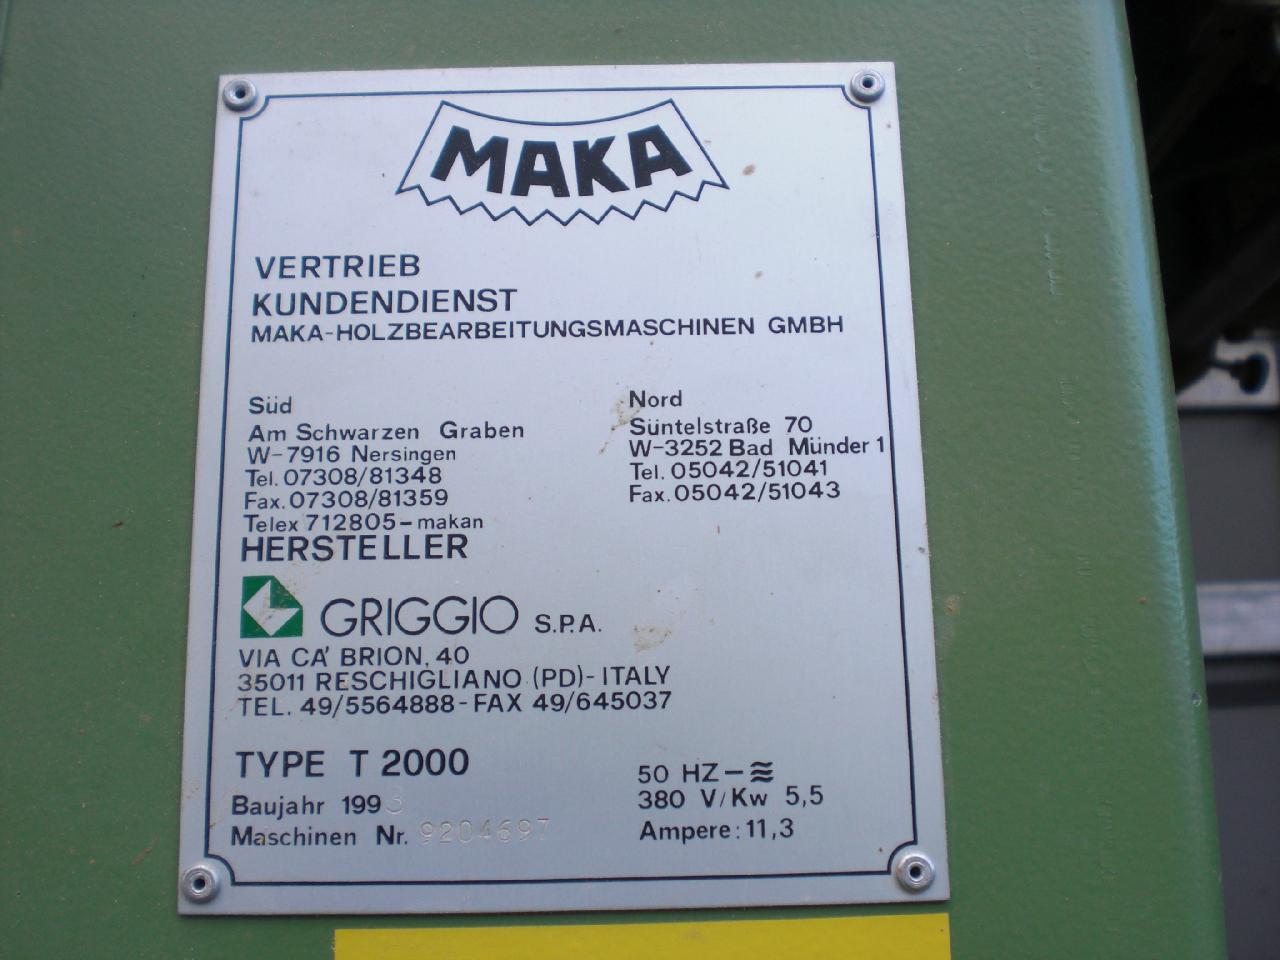 MAKA
VERTRIEB
KUNDENDIENST
MAKA-HOLZBEARBEITUNGSMASCHINEN GMBH
Süd
Am Schwarzen Graben
W-7916 Nersingen
Tel. 07308/81348
Fax. 07308/81359
Telex 712805-makan
Nord
Süntelstraße 70
W-3252 Bad Münder 1
Tel. 05042/51041
Fax. 05042/51043
HERSTELLER
GRIGGIO S.P.A.
VIA CA' BRION, 40
35011 RESCHIGLIANO (PD)- ITALY
TEL. 49/5564888-FAX 49/645037
TYPE T 2000
Baujahr 1993
Maschinen Nr. 9204697
50 HZ-≋
380 V/Kw 5,5
Ampere: 11,3